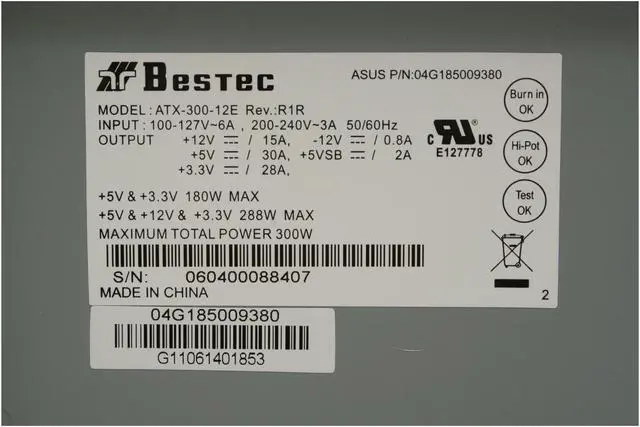 BESTEC
ASUS P/N:04G185009380
MODEL: ATX-300-12E Rev.:R1R
INPUT: 100-127V~6A , 200-240V~3A 50/60Hz
OUTPUT +12V / 15A, -12V / 0.8A
+5V / 30A, +5VSB / 2A
+3.3V / 28A,
+5V & +3.3V 180W MAX
+5V & +12V & +3.3V 288W MAX
MAXIMUM TOTAL POWER 300W
S/N: 060400088407
MADE IN CHINA
Burn in
OK
C RU US
E127778
Hi-Pot
OK
Test
OK
2
04G185009380
G11061401853